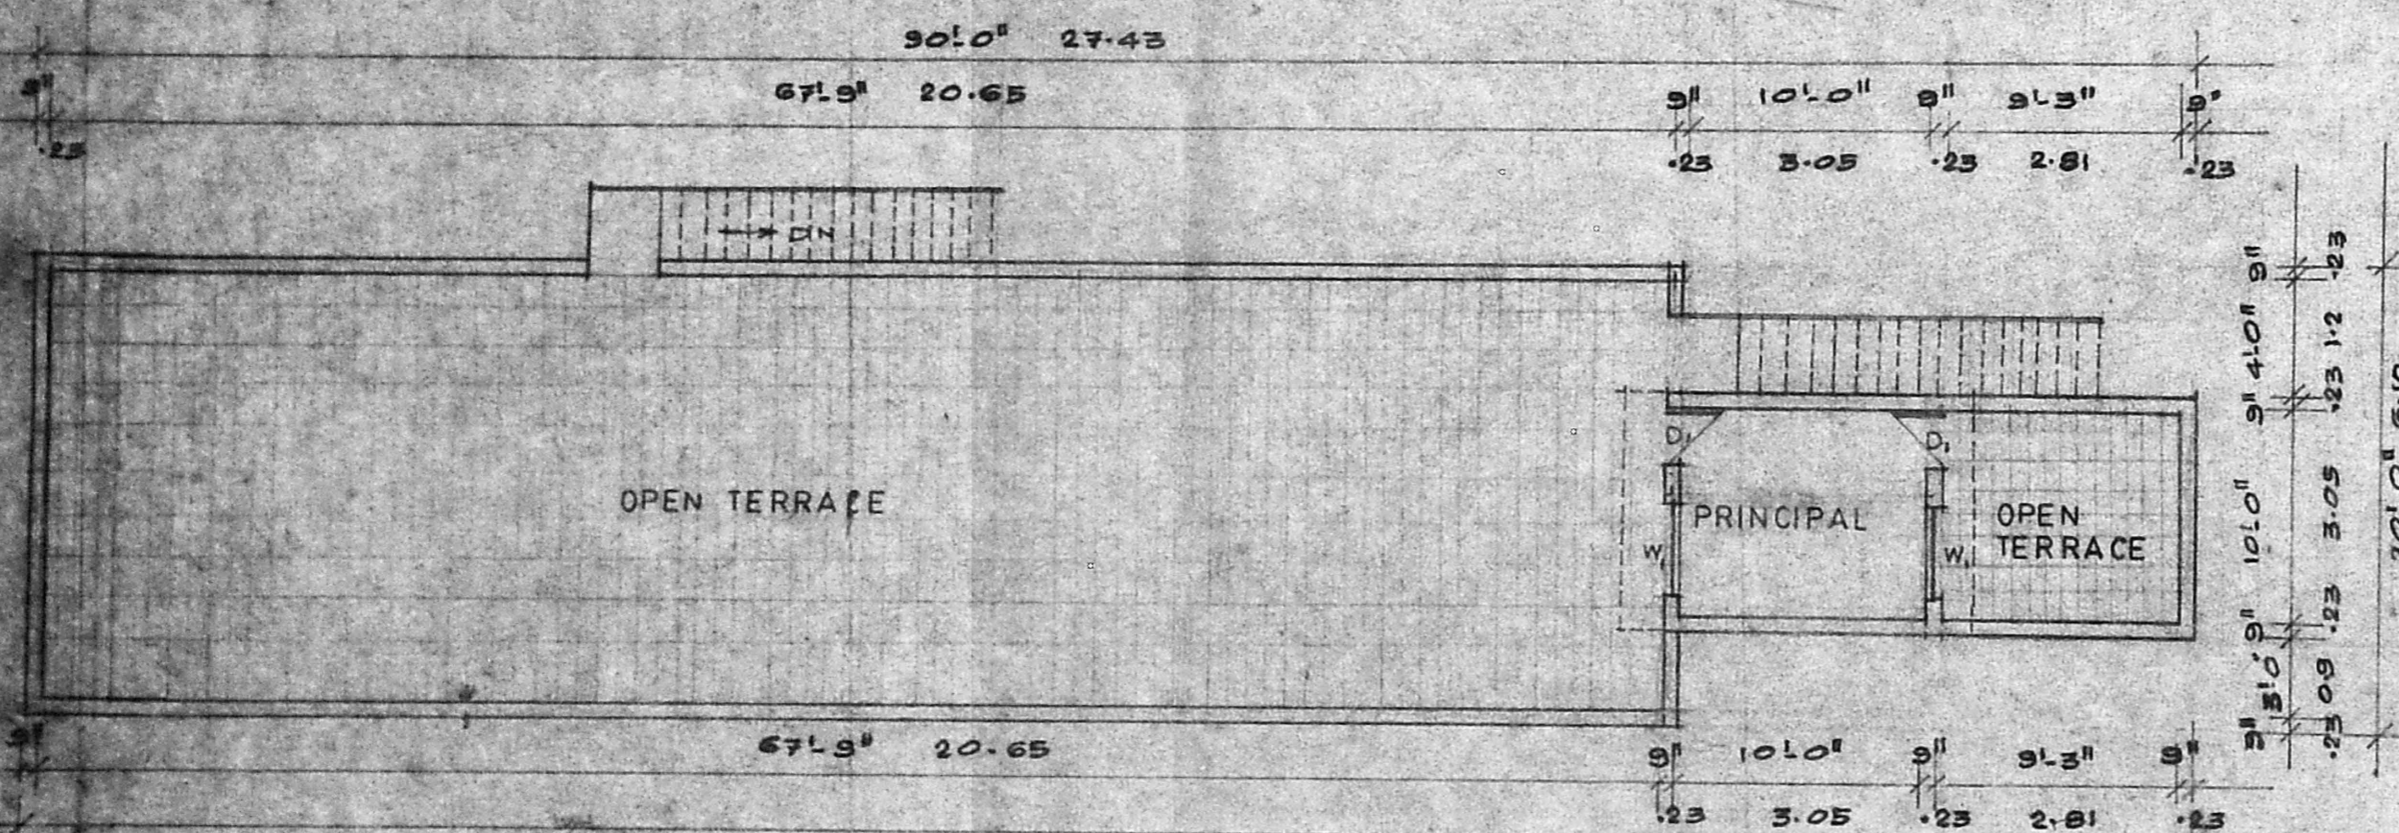 90'-0" 27.43
9" 67'-9" 20.65 9" 10'-0" 9" 9'-3" 9"
.23 .23 3.05 .23 2.81 .23
DN
9" .23
4'-0" 1.2
9" .23
D1 D1
OPEN TERRACE
PRINCIPAL
OPEN
TERRACE
W1 W1
10'-0" 3.05
9" .23
3'-0" 0.9
9" .23
9" 67'-9" 20.65 9" 10'-0" 9" 9'-3" 9"
.23 3.05 .23 2.81 .23